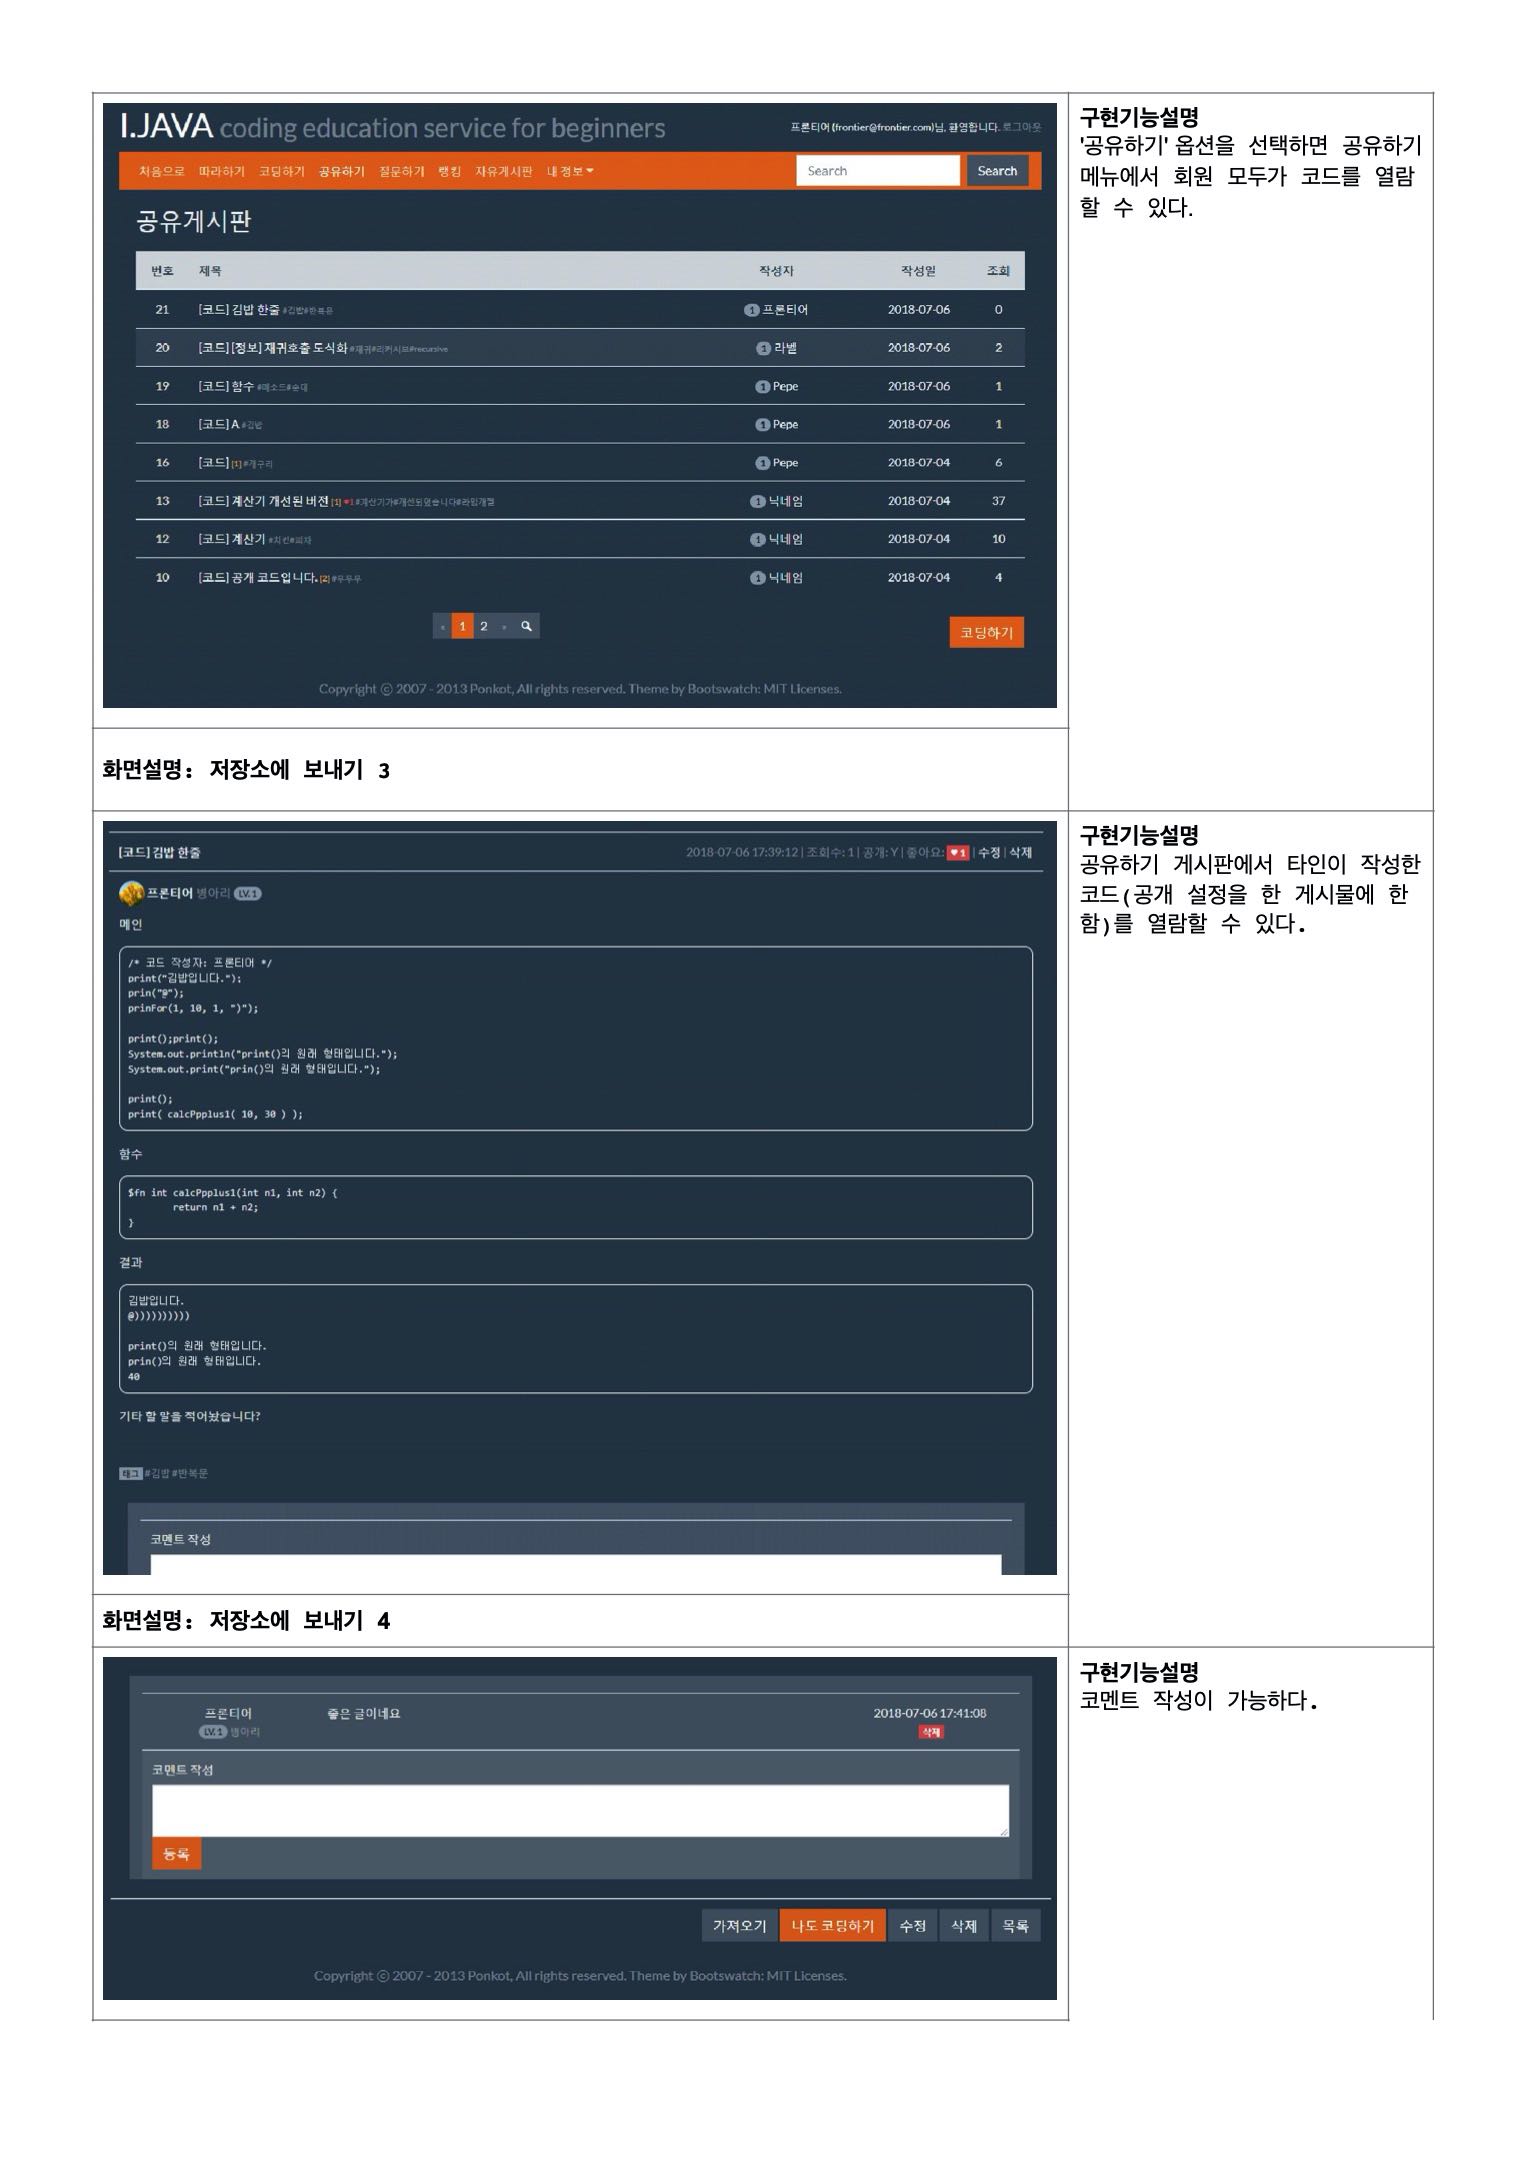 I.JAVA coding education service for beginners
프론티어 (frontier@frontier.com)님, 환영합니다. 로그아웃
처음으로 따라하기 코딩하기 공유하기 질문하기 랭킹 자유게시판 내 정보
Search Search
공유게시판
번호 제목 작성자 작성일 조회
21 [코드] 김밥 한줄 #김밥#반복문 1 프론티어 2018-07-06 0
20 [코드] [정보] 재귀호출 도식화 #재귀#리커시브#recursive 1 라벨 2018-07-06 2
19 [코드] 함수 #메소드#순대 1 Pepe 2018-07-06 1
18 [코드] A #김밥 1 Pepe 2018-07-06 1
16 [코드] [1] #개구리 1 Pepe 2018-07-04 6
13 [코드] 계산기 개선된 버전 [1] ♥1 #계산기가#개선되었습니다#라임개쩔 1 닉네임 2018-07-04 37
12 [코드] 계산기 #치킨#피자 1 닉네임 2018-07-04 10
10 [코드] 공개 코드입니다. [2] #우우우 1 닉네임 2018-07-04 4
« 1 2 »
코딩하기
Copyright ⓒ 2007 - 2013 Ponkot, All rights reserved. Theme by Bootswatch: MIT Licenses.
구현기능설명
'공유하기' 옵션을 선택하면 공유하기
메뉴에서 회원 모두가 코드를 열람
할 수 있다.
화면설명: 저장소에 보내기 3
[코드] 김밥 한줄 2018-07-06 17:39:12 | 조회수: 1 | 공개: Y | 좋아요: ♥1 | 수정 | 삭제
프론티어 병아리 LV.1
메인
/* 코드 작성자: 프론티어 */
print("김밥입니다.");
prin("@");
prinFor(1, 10, 1, ")");
print();print();
System.out.println("print()의 원래 형태입니다.");
System.out.print("prin()의 원래 형태입니다.");
print();
print( calcPpplus1( 10, 30 ) );
함수
$fn int calcPpplus1(int n1, int n2) {
return n1 + n2;
}
결과
김밥입니다.
@))))))))))
print()의 원래 형태입니다.
prin()의 원래 형태입니다.
40
기타 할 말을 적어놨습니다?
태그 #김밥 #반복문
코멘트 작성
구현기능설명
공유하기 게시판에서 타인이 작성한
코드(공개 설정을 한 게시물에 한
함)를 열람할 수 있다.
화면설명: 저장소에 보내기 4
프론티어 좋은 글이네요 2018-07-06 17:41:08
LV.1 병아리 삭제
코멘트 작성
등록
가져오기 나도 코딩하기 수정 삭제 목록
Copyright ⓒ 2007 - 2013 Ponkot, All rights reserved. Theme by Bootswatch: MIT Licenses.
구현기능설명
코멘트 작성이 가능하다.